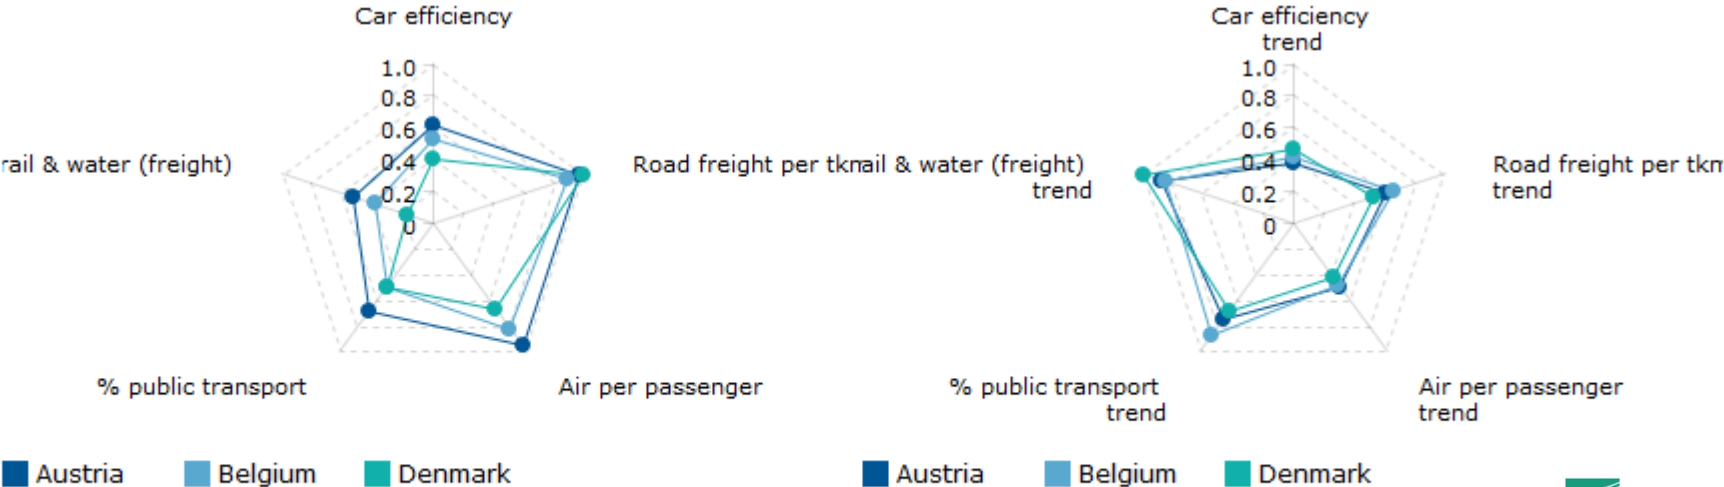 Car efficiency
1.0
0.8
0.6
0.4
0.2
0
rail & water (freight)
Road freight per tkm
% public transport
Air per passenger
Austria Belgium Denmark
Car efficiency
trend
1.0
0.8
0.6
0.4
0.2
0
ail & water (freight)
trend
Road freight per tkm
trend
% public transport
trend
Air per passenger
trend
Austria Belgium Denmark